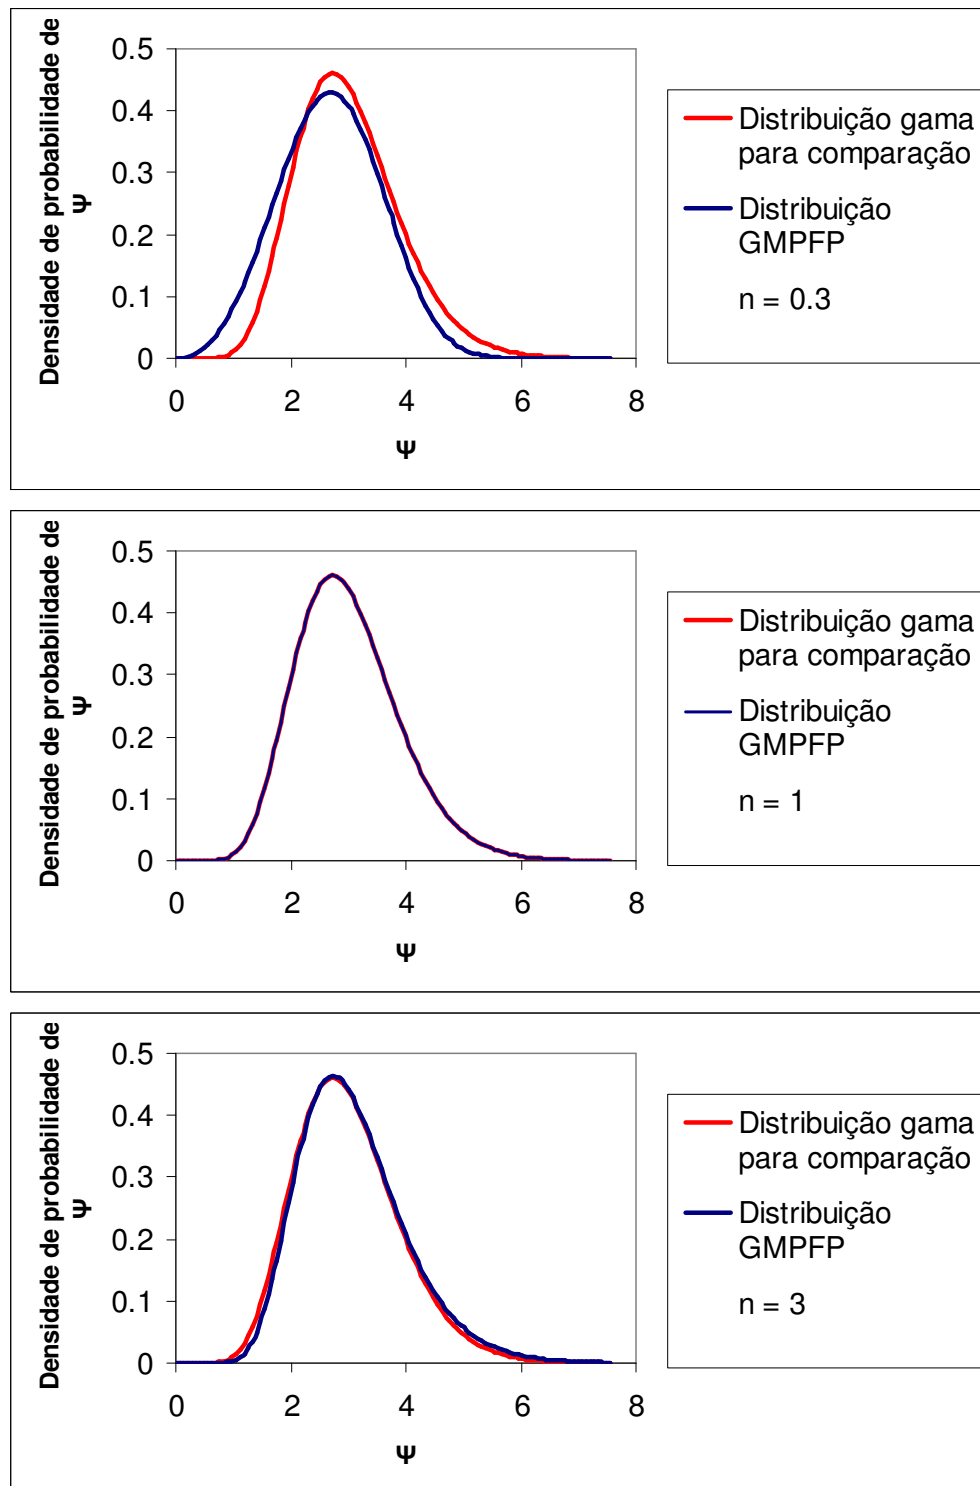 Densidade de probabilidade de
Ψ
0.5
0.4
0.3
0.2
0.1
0
0 2 4 6 8
Ψ
Distribuição gama
para comparação
Distribuição
GMPFP
n = 0.3
Densidade de probabilidade de
Ψ
0.5
0.4
0.3
0.2
0.1
0
0 2 4 6 8
Ψ
Distribuição gama
para comparação
Distribuição
GMPFP
n = 1
Densidade de probabilidade de
Ψ
0.5
0.4
0.3
0.2
0.1
0
0 2 4 6 8
Ψ
Distribuição gama
para comparação
Distribuição
GMPFP
n = 3